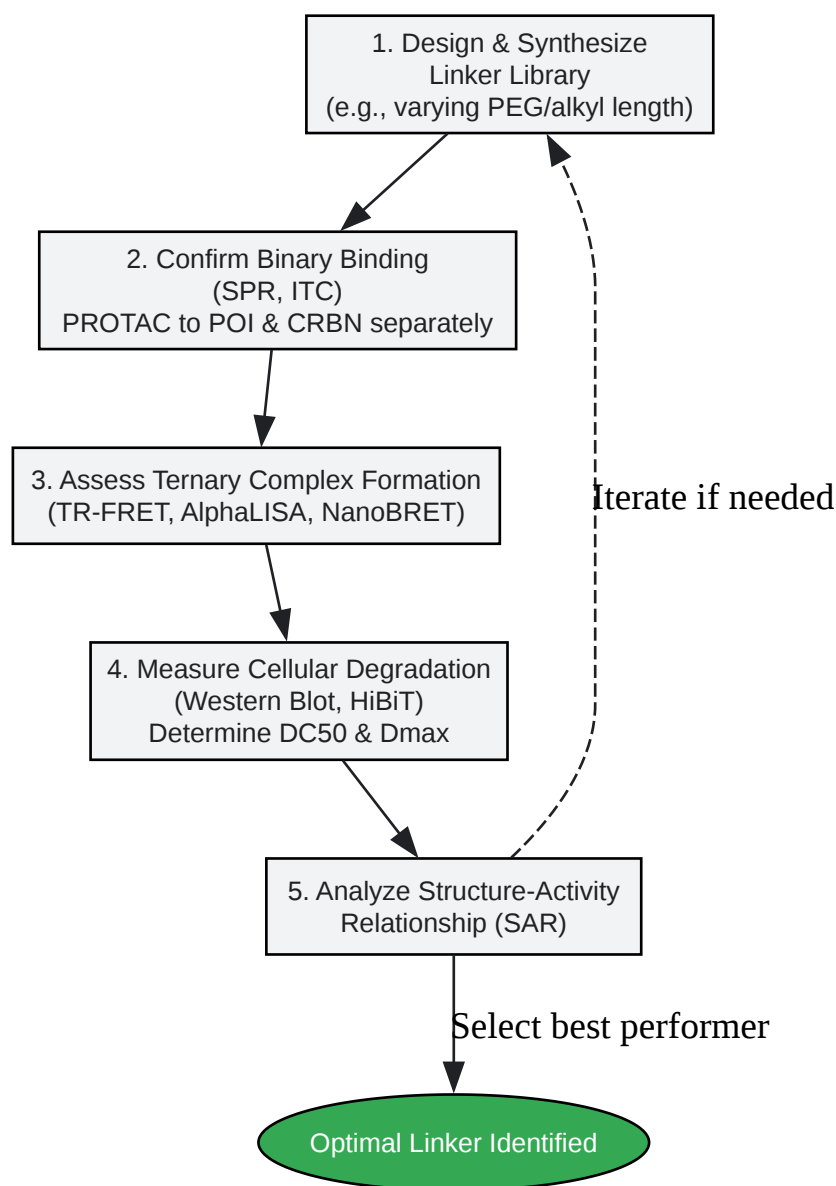 1. Design & Synthesize
Linker Library
(e.g., varying PEG/alkyl length)
2. Confirm Binary Binding
(SPR, ITC)
PROTAC to POI & CRBN separately
3. Assess Ternary Complex Formation
(TR-FRET, AlphaLISA, NanoBRET)
Iterate if needed
4. Measure Cellular Degradation
(Western Blot, HiBiT)
Determine DC50 & Dmax
5. Analyze Structure-Activity
Relationship (SAR)
Select best performer
Optimal Linker Identified